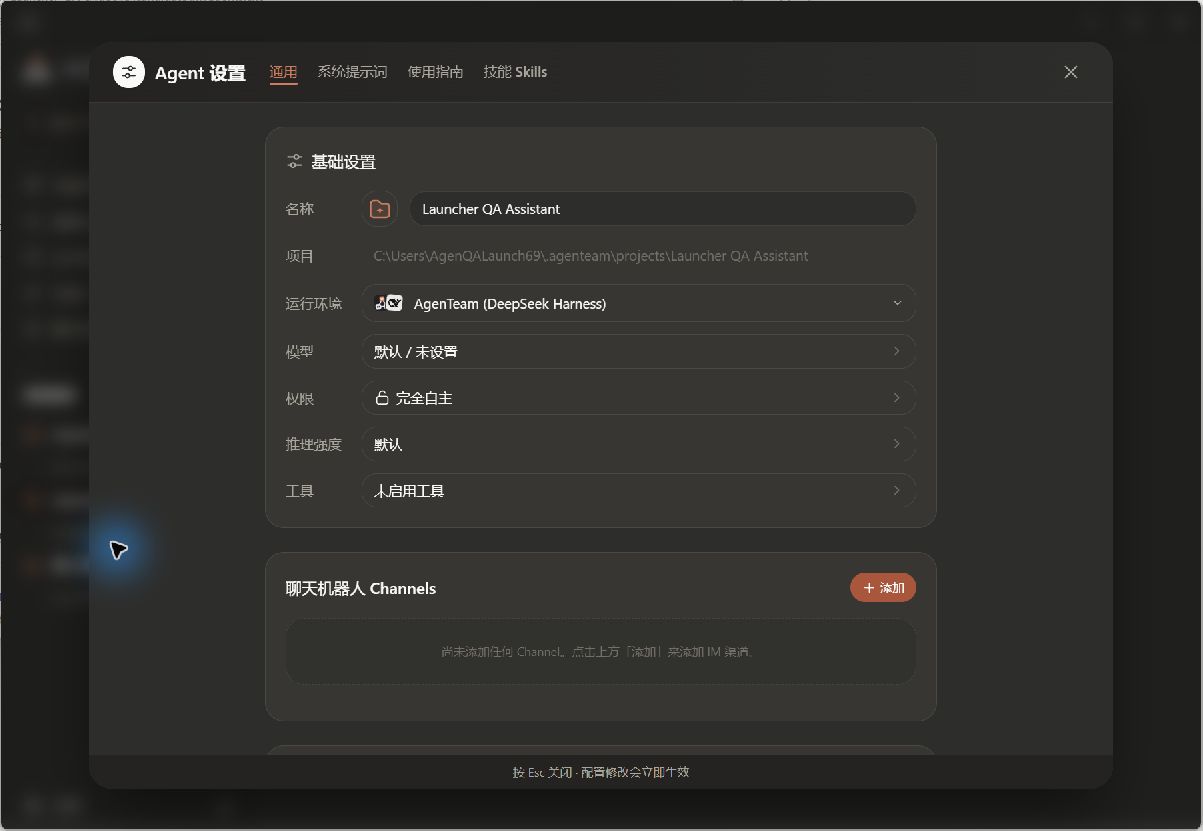 Agent 设置
通用 系统提示词 使用指南 技能 Skills
基础设置
名称 Launcher QA Assistant
项目 C:\Users\AgenQALaunch69\.agenteam\projects\Launcher QA Assistant
运行环境 AgenTeam (DeepSeek Harness)
模型 默认 / 未设置
权限 完全自主
推理强度 默认
工具 未启用工具
聊天机器人 Channels + 添加
尚未添加任何 Channel。点击上方「添加」来添加 IM 渠道。
按 Esc 关闭 · 配置修改会立即生效